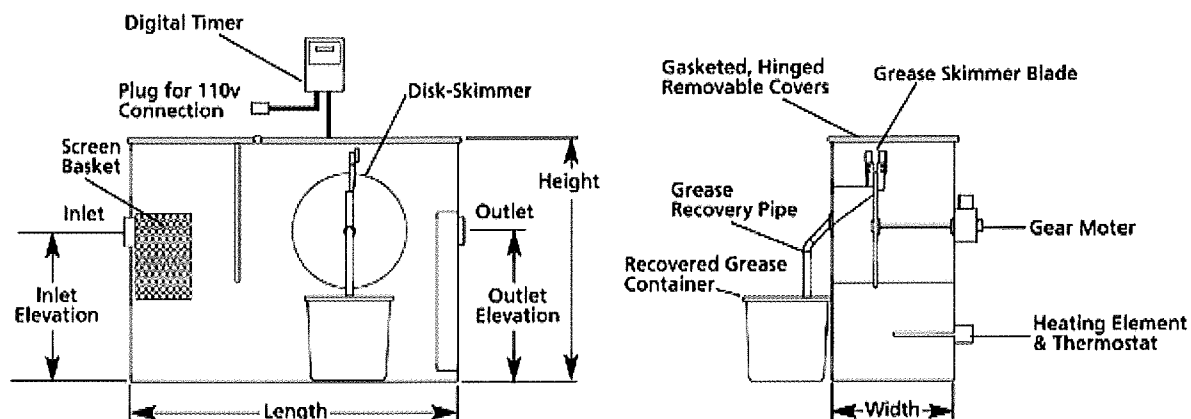 Digital Timer
Plug for 110v
Connection
Disk-Skimmer
Screen
Basket
Inlet
Inlet
Elevation
Height
Outlet
Outlet
Elevation
Length
Gasketed, Hinged
Removable Covers
Grease Skimmer Blade
Grease
Recovery Pipe
Gear Moter
Recovered Grease
Container
Heating Element
& Thermostat
Width